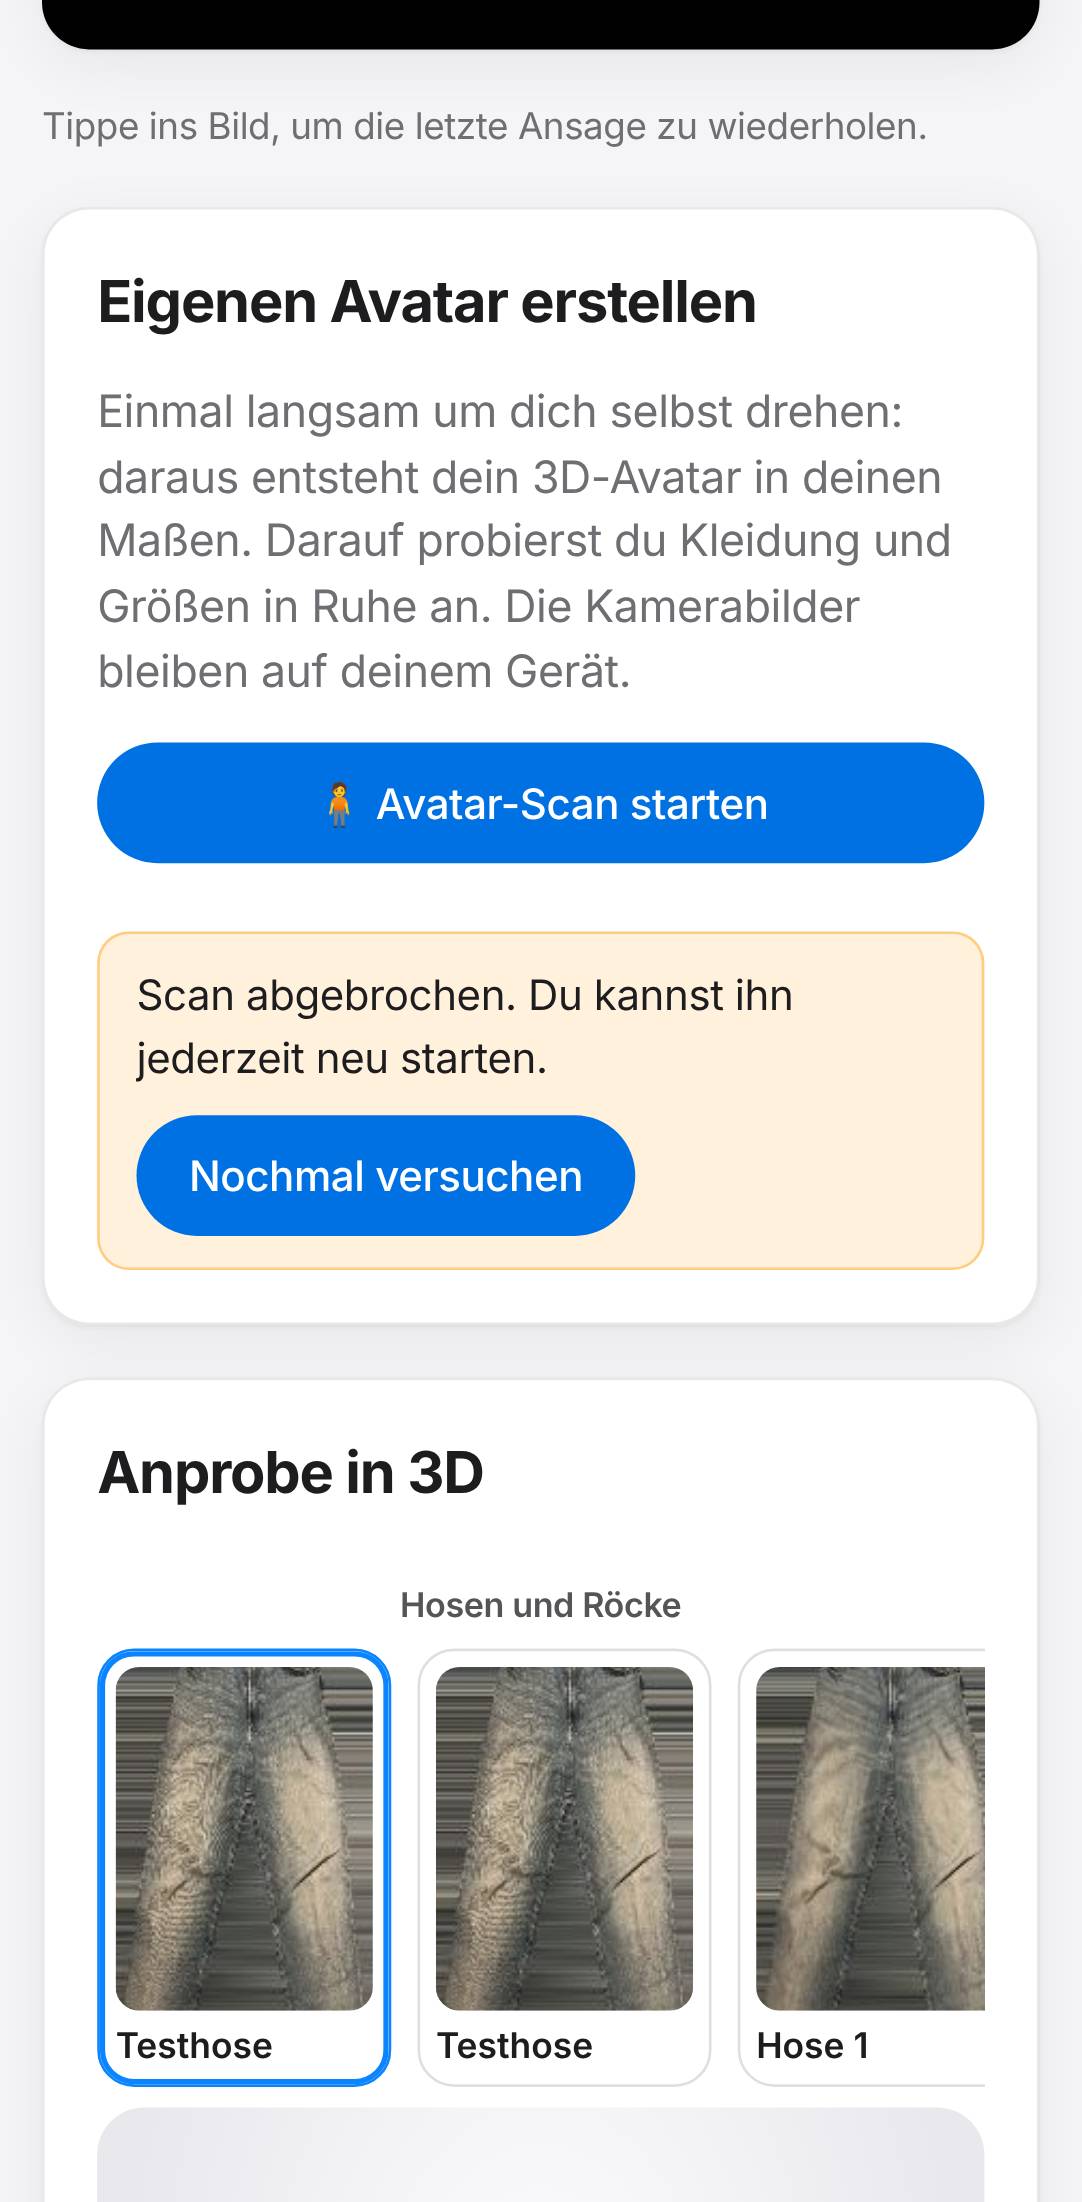 Tippe ins Bild, um die letzte Ansage zu wiederholen.
Eigenen Avatar erstellen
Einmal langsam um dich selbst drehen:
daraus entsteht dein 3D-Avatar in deinen
Maßen. Darauf probierst du Kleidung und
Größen in Ruhe an. Die Kamerabilder
bleiben auf deinem Gerät.
🧍 Avatar-Scan starten
Scan abgebrochen. Du kannst ihn
jederzeit neu starten.
Nochmal versuchen
Anprobe in 3D
Hosen und Röcke
Testhose
Testhose
Hose 1